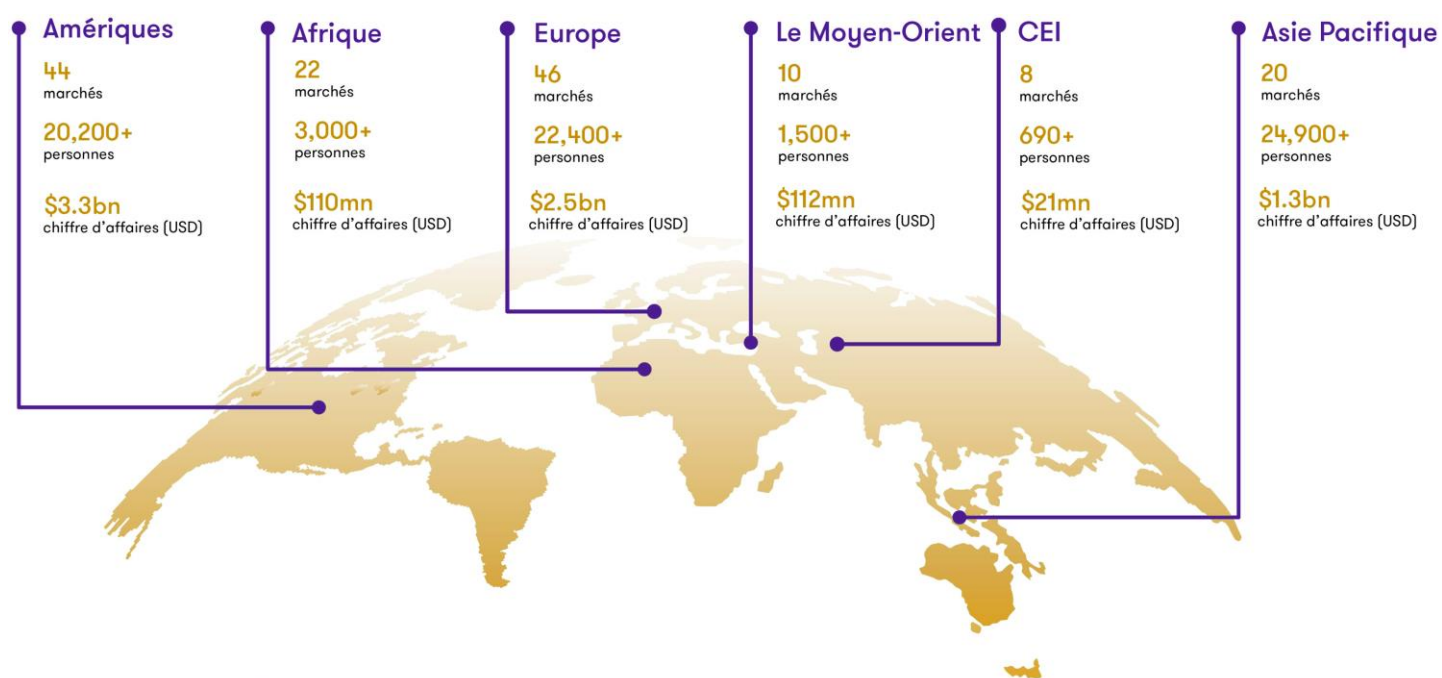 Amériques
44
marchés
20,200+
personnes
$3.3bn
chiffre d'affaires (USD)
Afrique
22
marchés
3,000+
personnes
$110mn
chiffre d'affaires (USD)
Europe
46
marchés
22,400+
personnes
$2.5bn
chiffre d'affaires (USD)
Le Moyen-Orient
10
marchés
1,500+
personnes
$112mn
chiffre d'affaires (USD)
CEI
8
marchés
690+
personnes
$21mn
chiffre d'affaires (USD)
Asie Pacifique
20
marchés
24,900+
personnes
$1.3bn
chiffre d'affaires (USD)